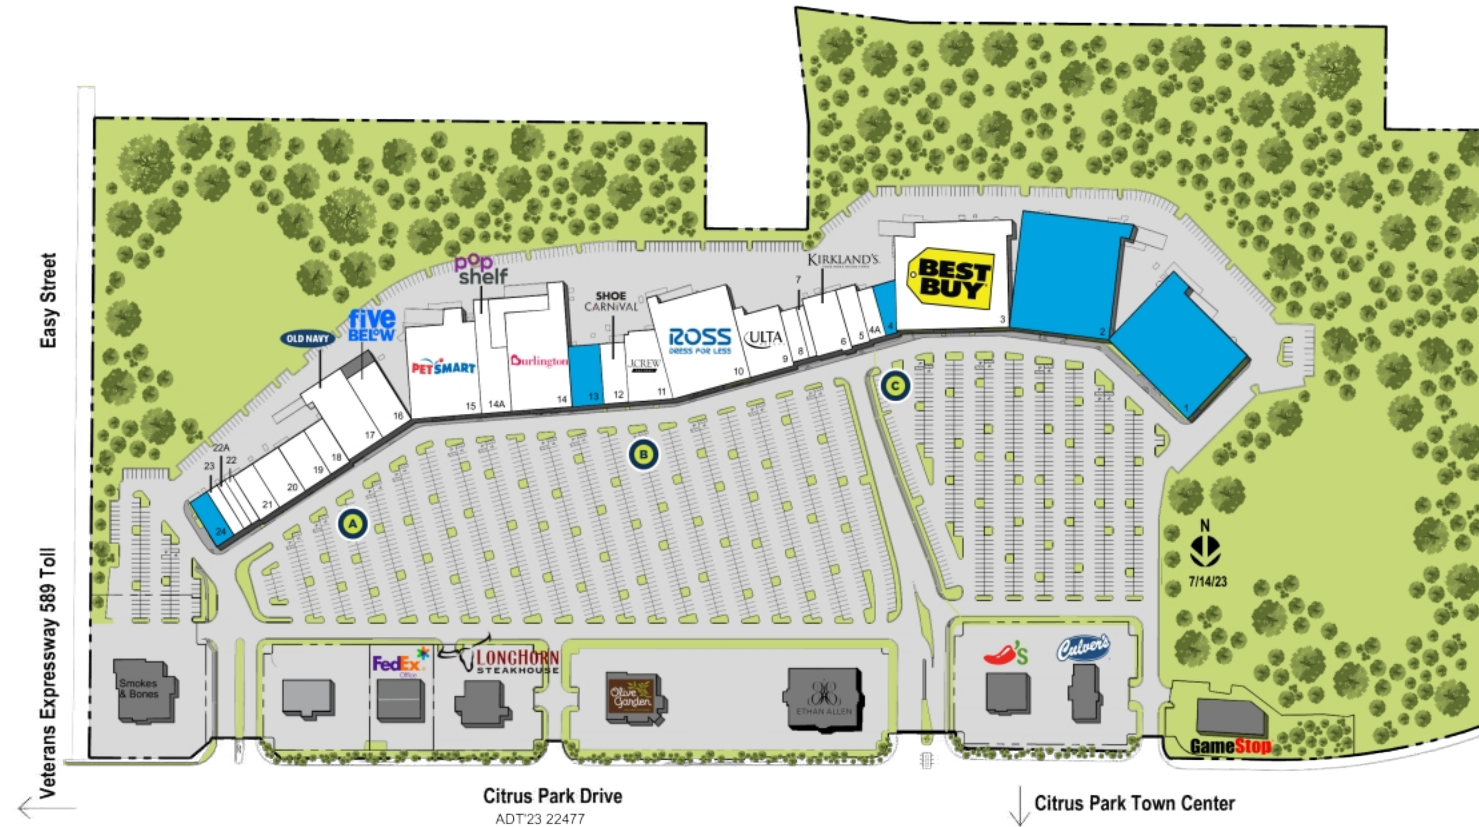 pop
shelf
KIRKLAND'S
7
BEST
BUY
3
2
1
4
4A
5
6
8
9
ULTA
10
ROSS
DRESS FOR LESS
JCREW
11
SHOE
CARNIVAL
12
13
Burlington
14
14A
PETSMART
15
five
BELOW
OLD NAVY
16
17
18
19
20
21
22A
22
23
24
A
B
C
N
7/14/23
Easy Street
Veterans Expressway 589 Toll
Smokes
& Bones
FedEx
Office
LONGHORN
STEAKHOUSE
Olive
Garden
ETHAN ALLEN
'S
Culver's
GameStop
Citrus Park Drive
ADT'23 22477
Citrus Park Town Center